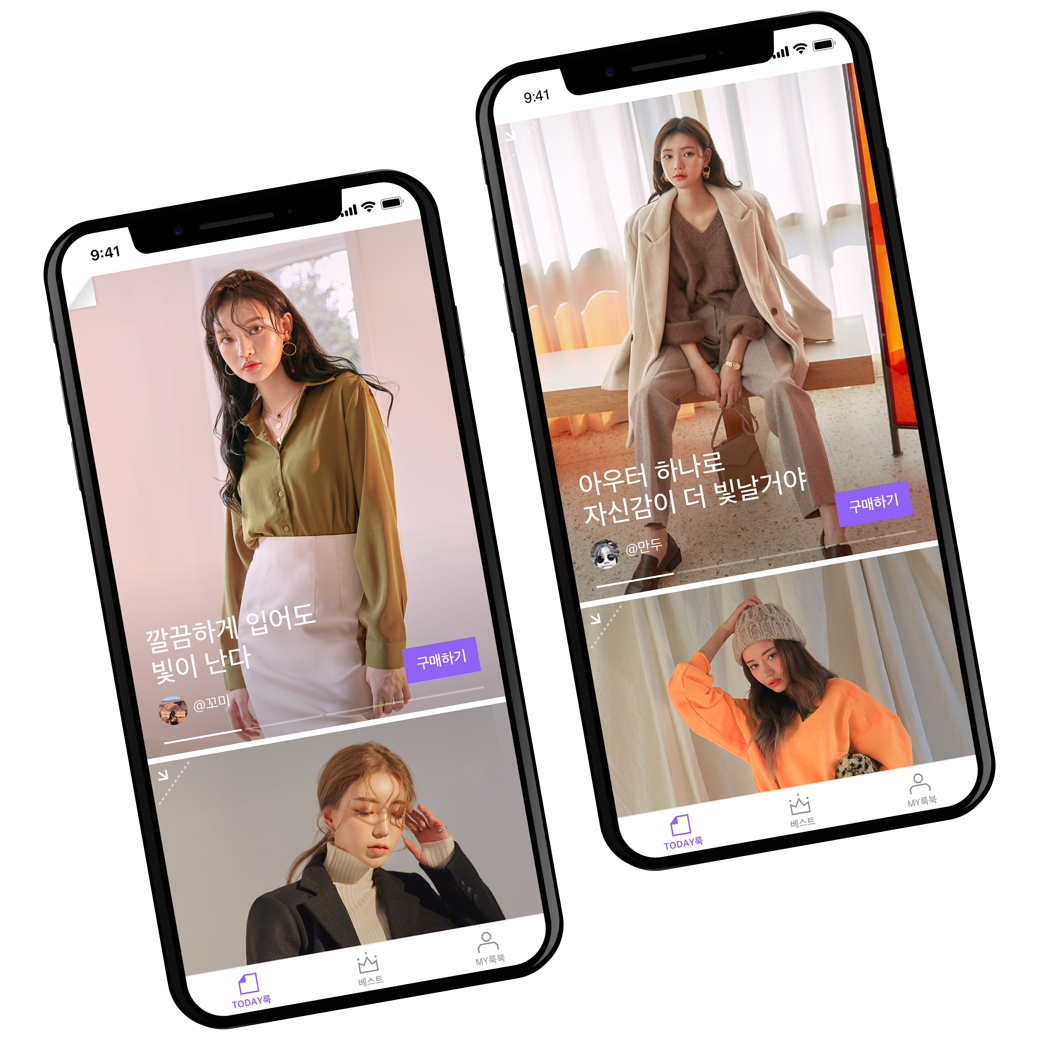 9:41
깔끔하게 입어도
빛이 난다
구매하기
@꼬미
TODAY룩
베스트
MY룩북
9:41
아우터 하나로
자신감이 더 빛날거야
구매하기
@만두
TODAY룩
베스트
MY룩북